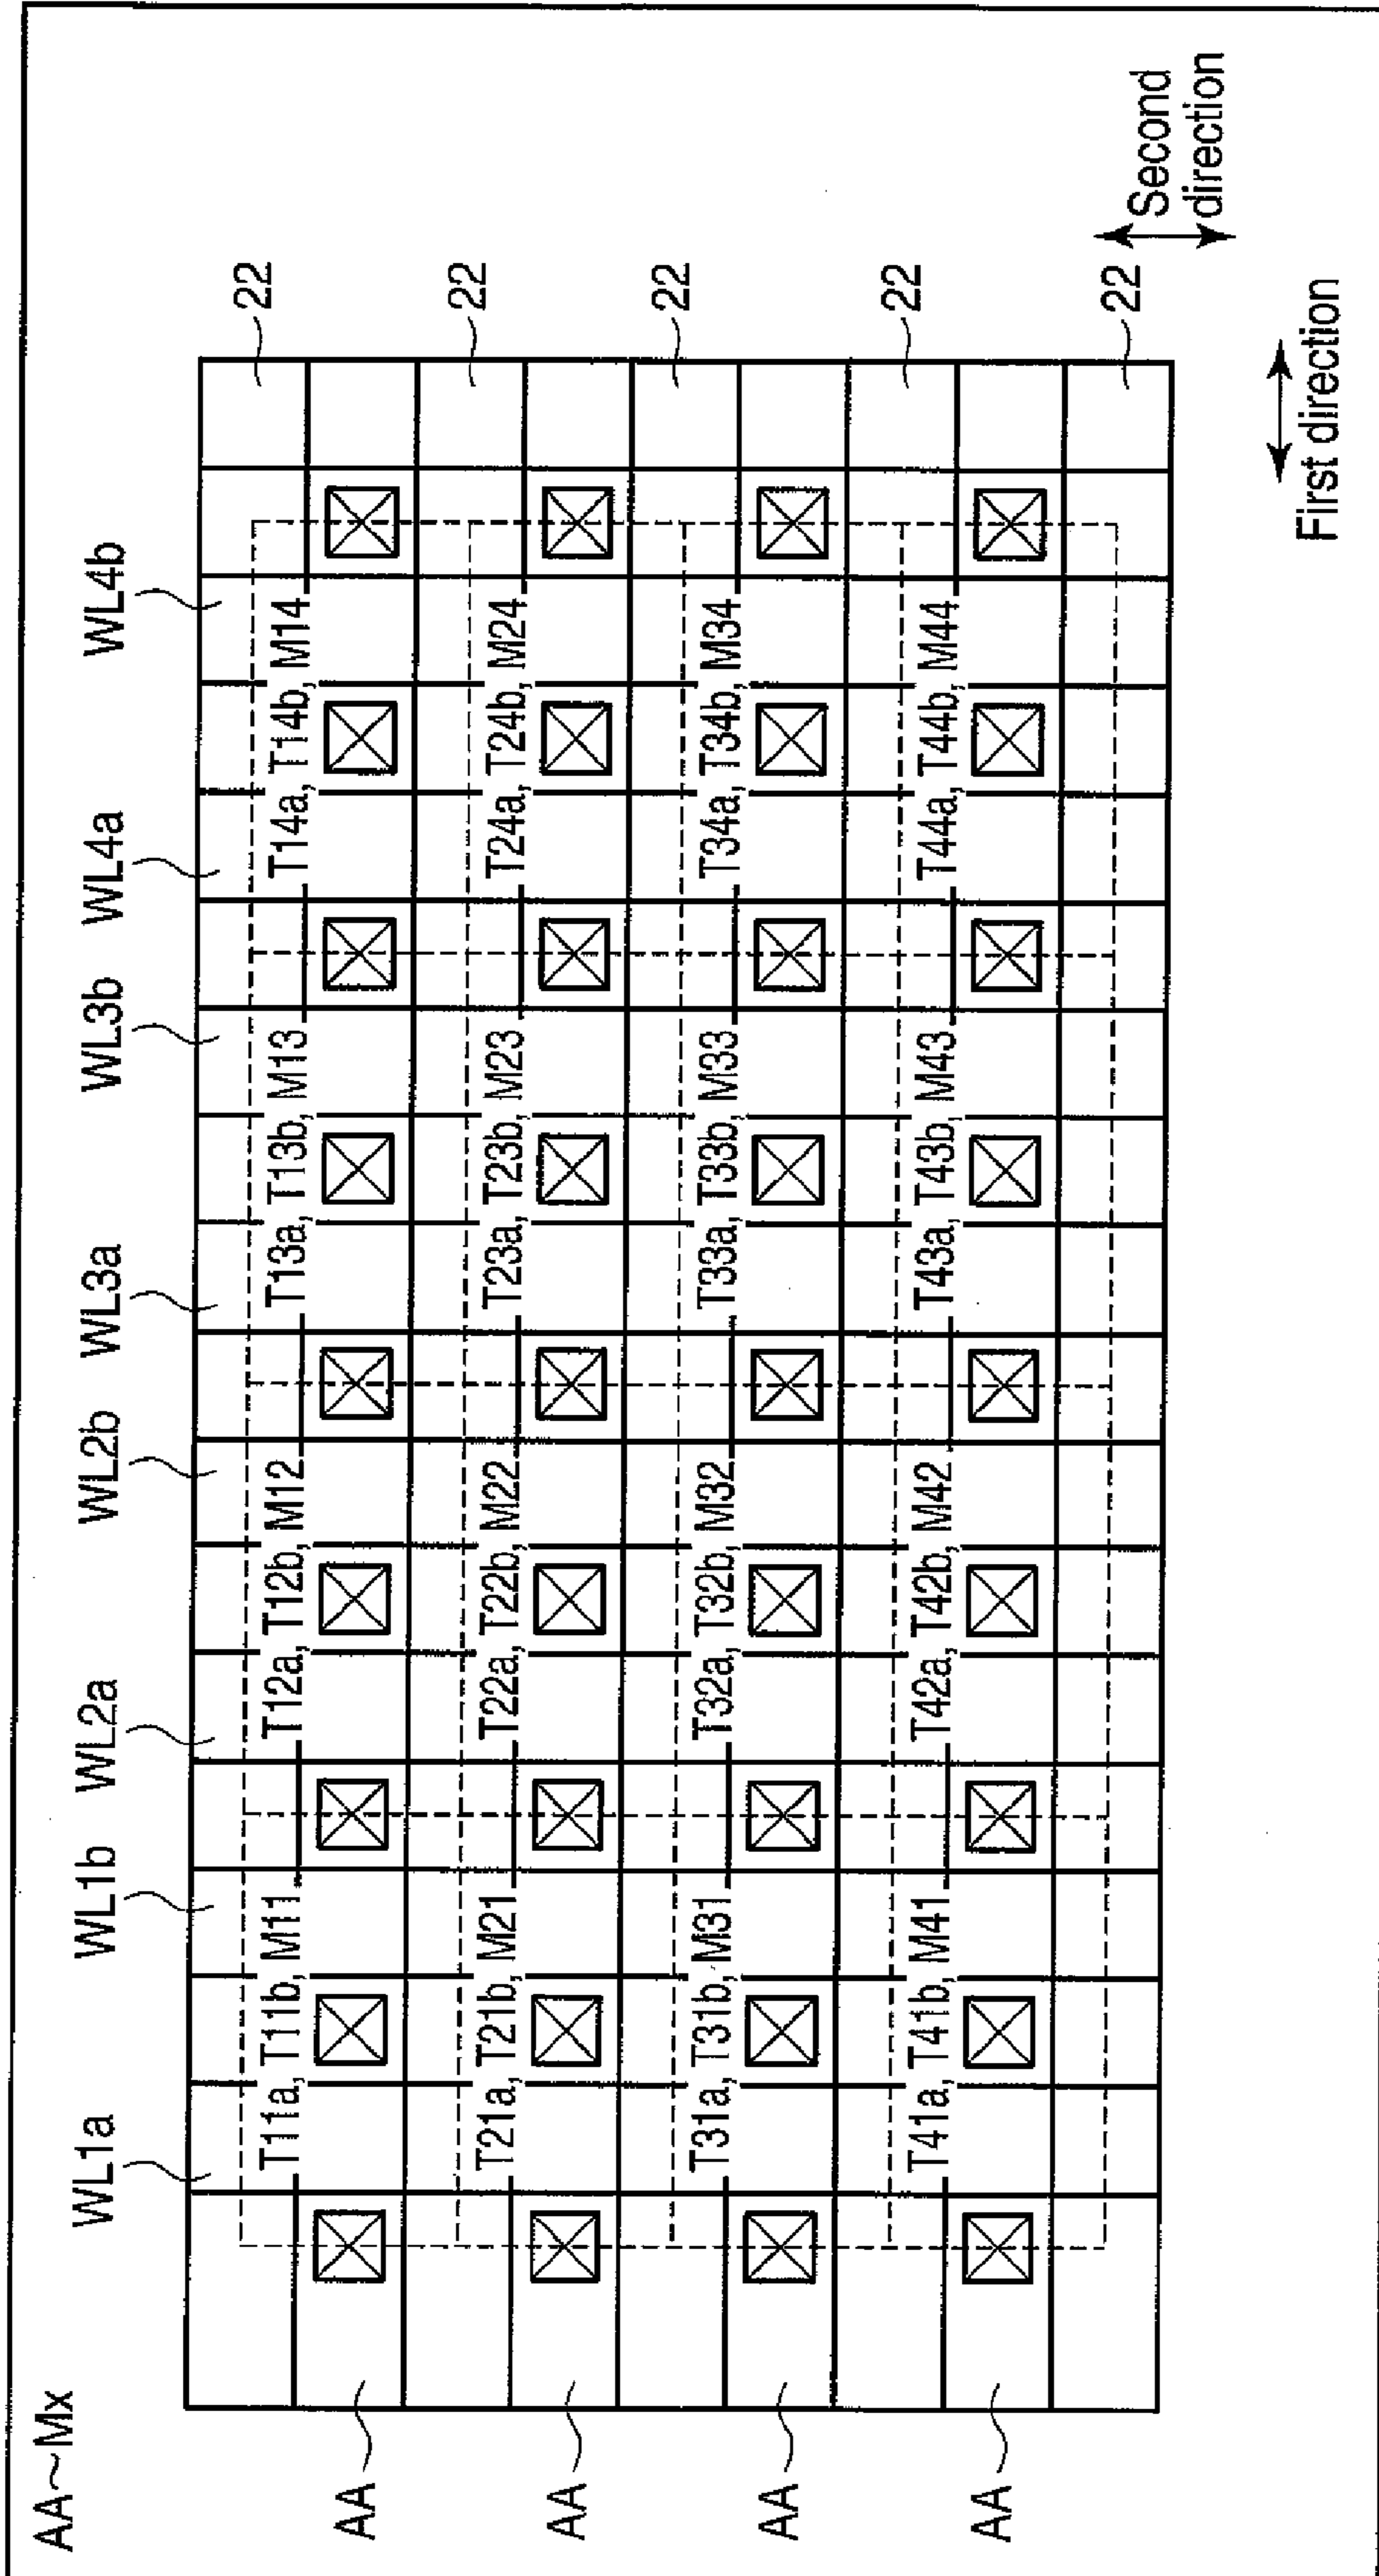 AA~Mx
WL1a
WL1b
WL2a
WL2b
WL3a
WL3b
WL4a
WL4b
22
T11a, T11b, M11
T12a, T12b, M12
T13a, T13b, M13
T14a, T14b, M14
AA
22
T21a, T21b, M21
T22a, T22b, M22
T23a, T23b, M23
T24a, T24b, M24
AA
22
T31a, T31b, M31
T32a, T32b, M32
T33a, T33b, M33
T34a, T34b, M34
AA
22
T41a, T41b, M41
T42a, T42b, M42
T43a, T43b, M43
T44a, T44b, M44
AA
22
Second
direction
First direction